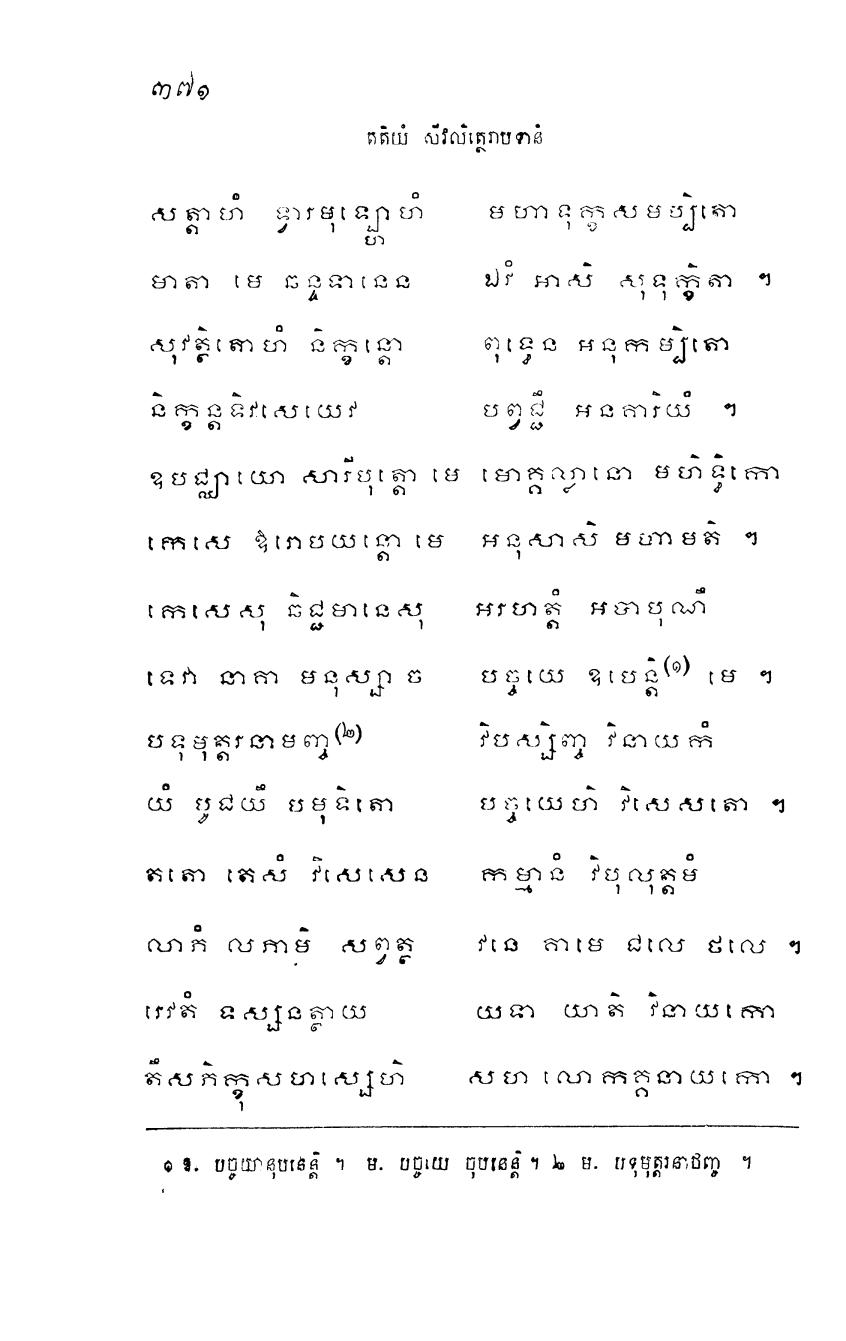 ៣៧១
តតិយំ សីវលិត្ថេរាបទានំ
សត្តាហំ ទ្វារមុឡ្ហោហំ មហាទុក្ខសមប្បិតោ
មាតា មេ ឆន្ទទានេន ឯវំ អាសិ សុទុក្ខិតា ។
សុវត្ថិតោហំ និក្ខន្តោ ពុទ្ធេន អនុកម្បិតោ
និក្ខន្តទិវសេយេវ បព្វជ្ជឹ អនគារិយំ ។
ឧបជ្ឈាយោ សារីបុត្តោ មេ មោគ្គល្លានោ មហិទ្ធិកោ
កេសេ ឱរោបយន្តោ មេ អនុសាសិ មហាមតិ ។
កេសេសុ ឆិជ្ជមានេសុ អរហត្តំ អបាបុណឹ
ទេវា នាគា មនុស្សា ច បច្ចយេ ឧបេន្តិ(១) មេ ។
បទុមុត្តរនាមញ្ច(២) វិបស្សិញ្ច វិនាយកំ
យំ បូជយឹ បមុទិតោ បច្ចយេហិ វិសេសតោ ។
តតោ តេសំ វិសេសេន កម្មានំ វិបុលុត្តមំ
លាភំ លភាមិ សព្វត្ថ វនេ គាមេ ជលេ ថលេ ។
រេវតំ ទស្សនត្ថាយ យទា យាតិ វិនាយកោ
តឹសភិក្ខុសហស្សេហិ សហ លោកគ្គនាយកោ ។
១ ឱ. បច្ចយានុបនេន្តិ ។ ម. បច្ចយេ ចុបនេន្តិ ។ ២ ម. បទុមុត្តរនាថញ្ច ។